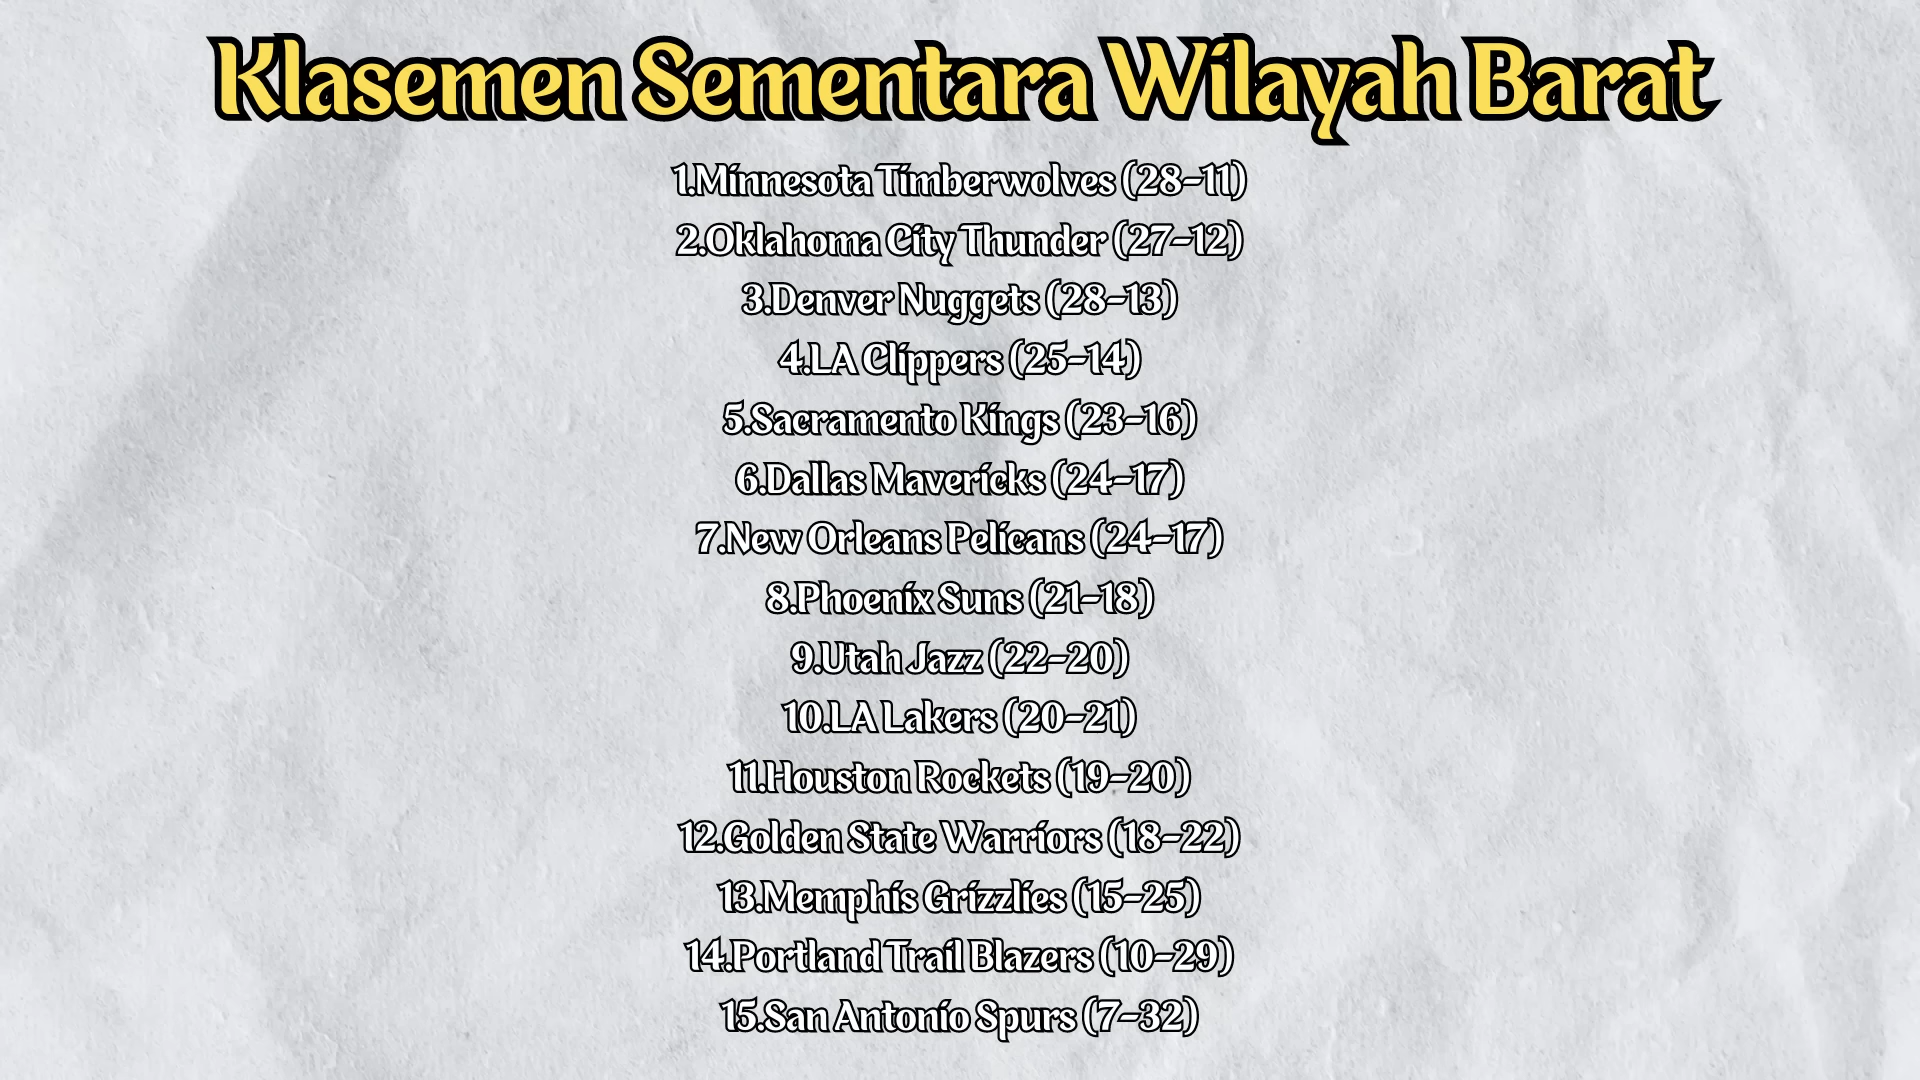 Klasemen Sementara Wilayah Barat
1.Minnesota Timberwolves (28-11)
2.Oklahoma City Thunder (27-12)
3.Denver Nuggets (28-13)
4.LA Clippers (25-14)
5.Sacramento Kings (23-16)
6.Dallas Mavericks (24-17)
7.New Orleans Pelicans (24-17)
8.Phoenix Suns (21-18)
9.Utah Jazz (22-20)
10.LA Lakers (20-21)
11.Houston Rockets (19-20)
12.Golden State Warriors (18-22)
13.Memphis Grizzlies (15-25)
14.Portland Trail Blazers (10-29)
15.San Antonio Spurs (7-32)